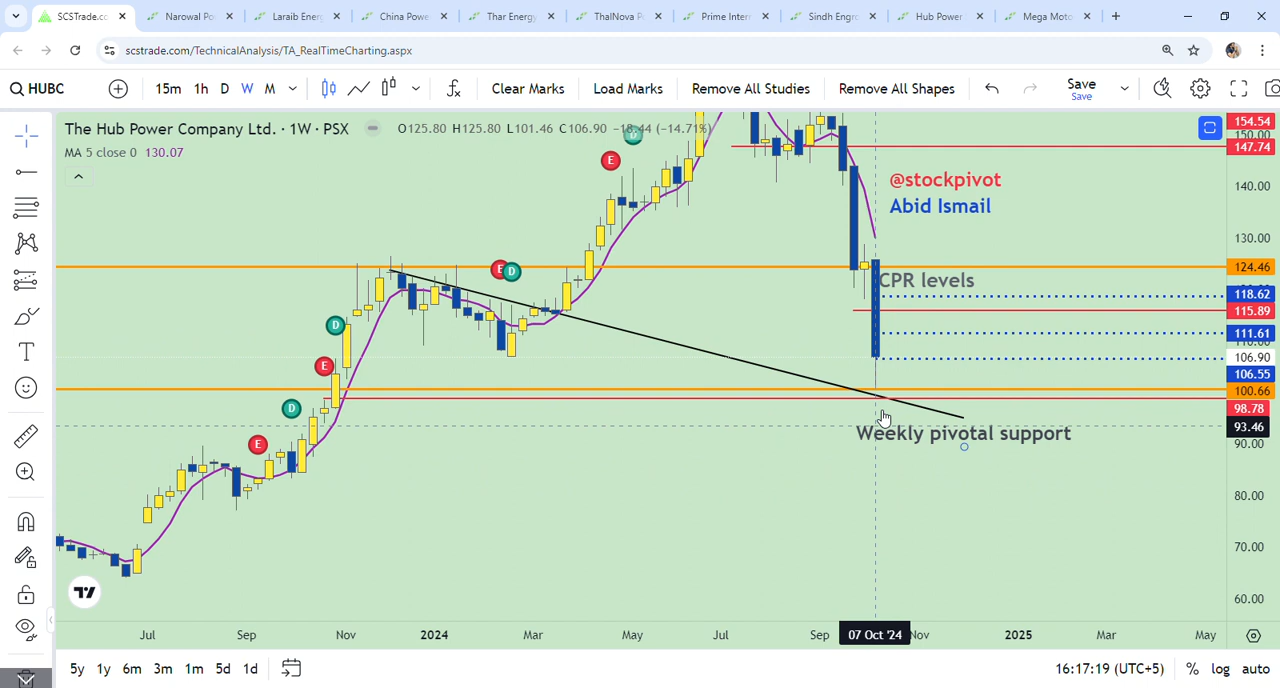 SCSTrade.co
Narowal Po
Laraib Ener
China Powe
Thar Energy
ThalNova P
Prime Inter
Sindh Engr
Hub Power
Mega Moto
scstrade.com/TechnicalAnalysis/TA_RealTimeCharting.aspx
HUBC
15m 1h D W M
Clear Marks
Load Marks
Remove All Studies
Remove All Shapes
Save
Save
The Hub Power Company Ltd. · 1W · PSX
O125.80 H125.80 L101.46 C106.90 −18.44 (−14.71%)
MA 5 close 0 130.07
@stockpivot
Abid Ismail
CPR levels
Weekly pivotal support
E
D
E
D
E
D
E
D
154.54
150.00
147.74
140.00
130.00
124.46
118.62
115.89
111.61
106.90
106.55
100.66
98.78
93.46
90.00
80.00
70.00
60.00
Jul Sep Nov 2024 Mar May Jul Sep 07 Oct '24 Nov 2025 Mar May
5y 1y 6m 3m 1m 5d 1d
16:17:19 (UTC+5) % log auto